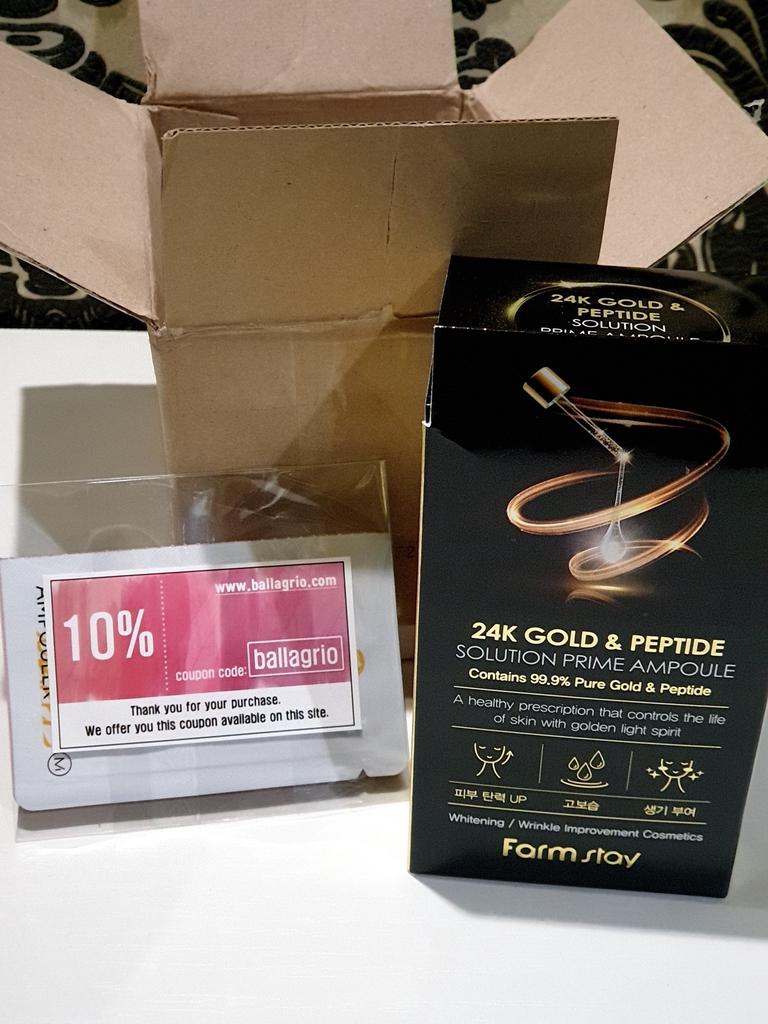 24K GOLD &
PEPTIDE
SOLUTION
PRIME AMPOULE
www.ballagrio.com
10%
coupon code: ballagrio
Thank you for your purchase.
We offer you this coupon available on this site.
M
24K GOLD & PEPTIDE
SOLUTION PRIME AMPOULE
Contains 99.9% Pure Gold & Peptide
A healthy prescription that controls the life
of skin with golden light spirit
피부 탄력 UP 고보습 생기 부여
Whitening / Wrinkle Improvement Cosmetics
Farm stay